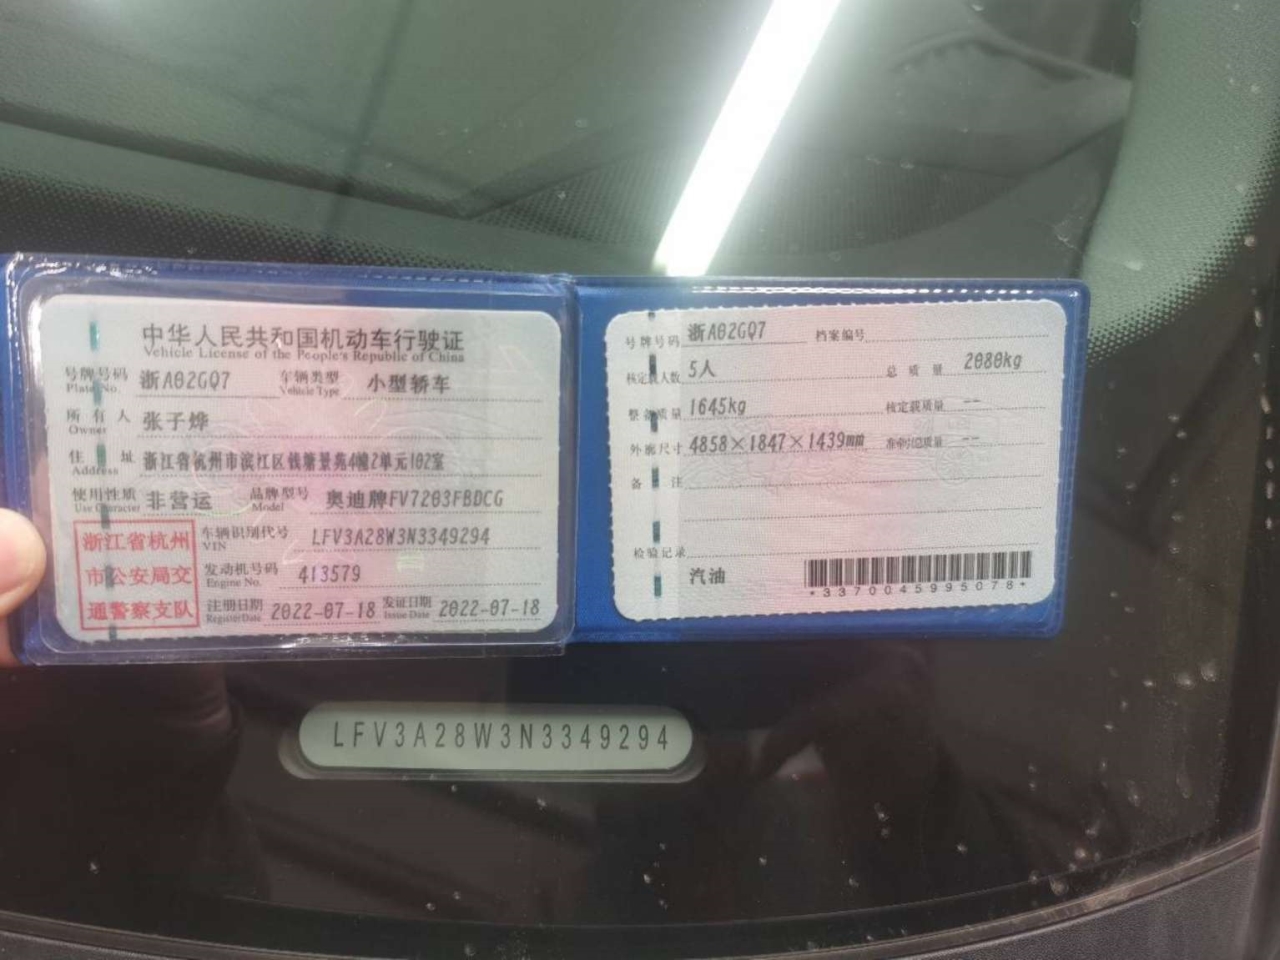 中华人民共和国机动车行驶证
Vehicle License of the People's Republic of China
号牌号码 浙A02GQ7 车辆类型 小型轿车
Plate No. Vehicle Type
所有人 张子烨
Owner
住址 浙江省杭州市滨江区钱塘景苑4幢2单元102室
Address
使用性质 非营运 品牌型号 奥迪牌FV7203FBDCG
Use Character Model
浙江省杭州
市公安局交
通警察支队
车辆识别代号 LFV3A28W3N3349294
VIN
发动机号码 413579
Engine No.
注册日期 2022-07-18 发证日期 2022-07-18
Register Date Issue Date
号牌号码 浙A02GQ7 档案编号
核定载人数 5人 总质量 2080kg
整备质量 1645kg 核定载质量 --
外廓尺寸 4858×1847×1439mm 准牵引总质量 --
备注
检验记录
汽油
*3370045995078*
LFV3A28W3N3349294